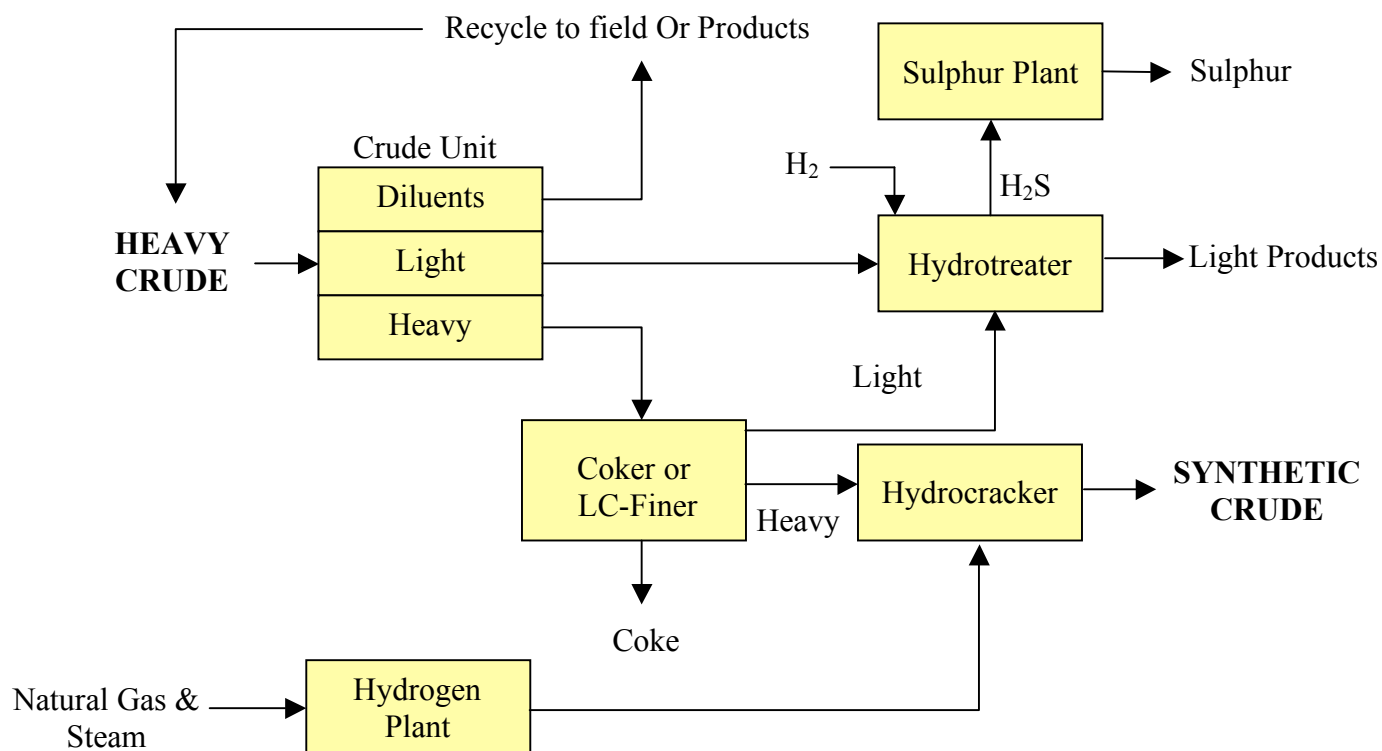 Recycle to field Or Products
Sulphur Plant
Sulphur
Crude Unit
Diluents
H₂
H₂S
HEAVY
CRUDE
Light
Hydrotreater
Light Products
Heavy
Light
Coker or
LC-Finer
Heavy
Hydrocracker
SYNTHETIC
CRUDE
Coke
Natural Gas &
Steam
Hydrogen
Plant